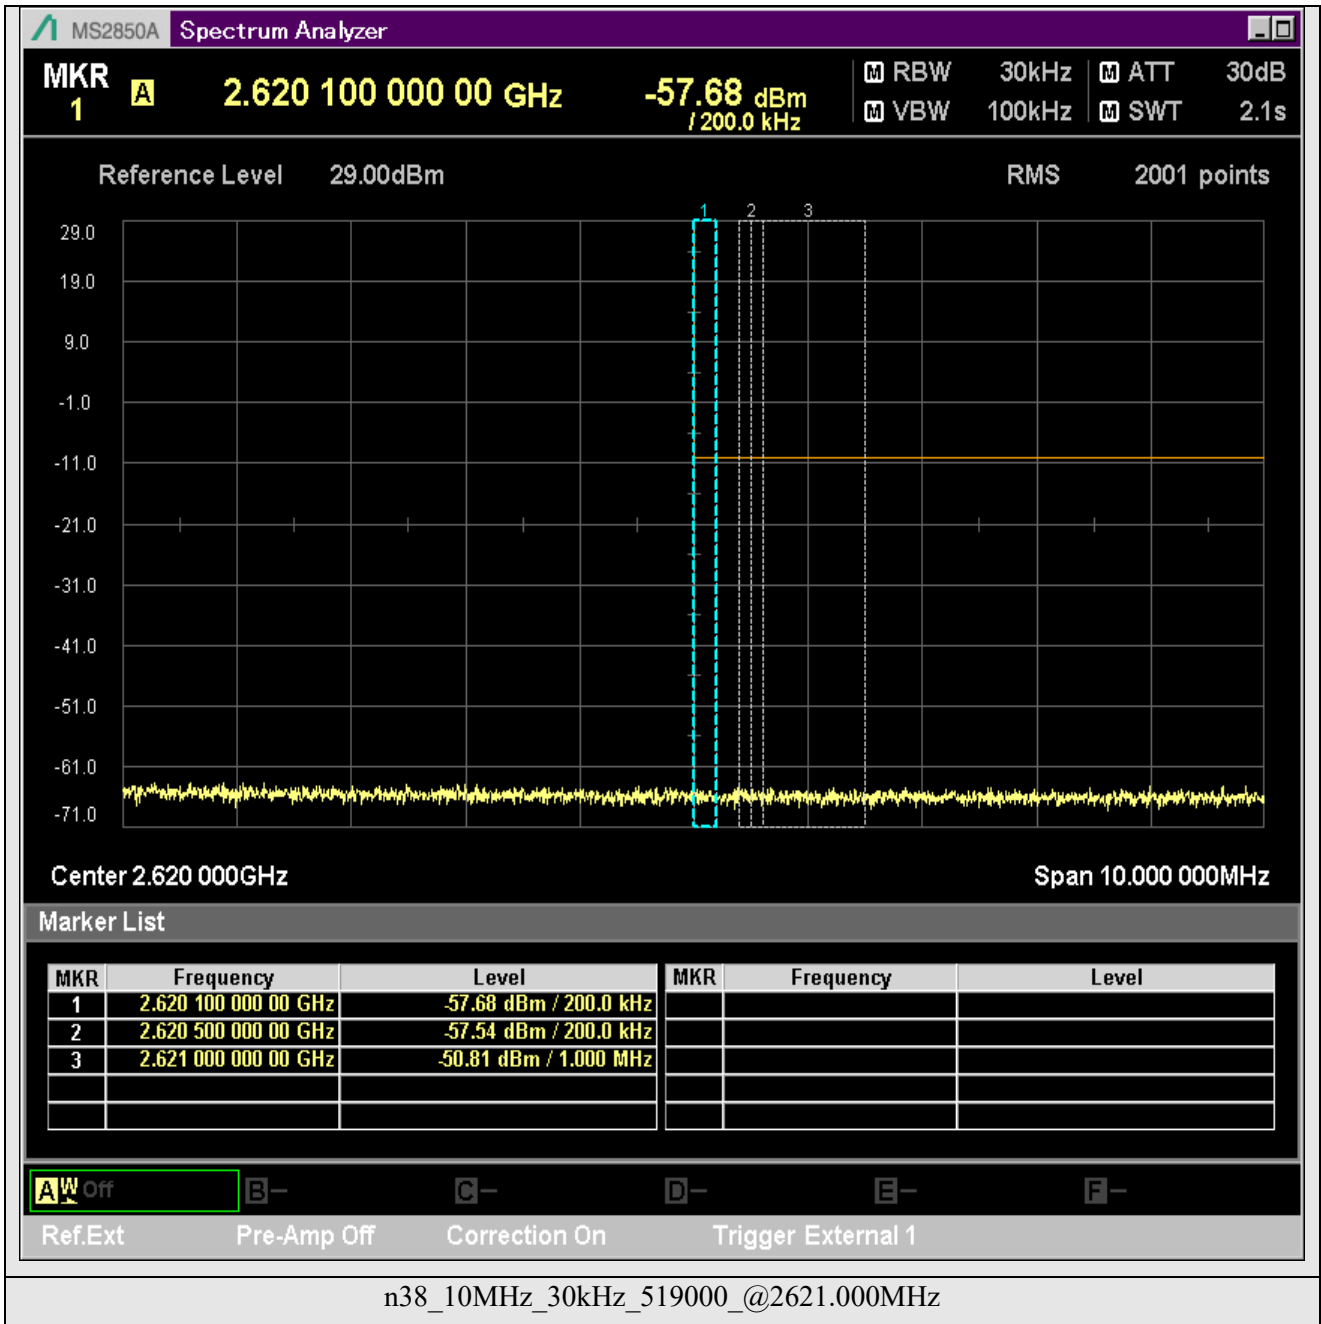 MS2850A Spectrum Analyzer
MKR 1 A 2.620 100 000 00 GHz -57.68 dBm / 200.0 kHz
M RBW 30kHz M ATT 30dB
M VBW 100kHz M SWT 2.1s
Reference Level 29.00dBm RMS 2001 points
1 2 3
29.0
19.0
9.0
-1.0
-11.0
-21.0
-31.0
-41.0
-51.0
-61.0
-71.0
Center 2.620 000GHz Span 10.000 000MHz
Marker List
MKR Frequency Level MKR Frequency Level
1 2.620 100 000 00 GHz -57.68 dBm / 200.0 kHz
2 2.620 500 000 00 GHz -57.54 dBm / 200.0 kHz
3 2.621 000 000 00 GHz -50.81 dBm / 1.000 MHz
A W Off B - C - D - E - F -
Ref.Ext Pre-Amp Off Correction On Trigger External 1
n38_10MHz_30kHz_519000_@2621.000MHz